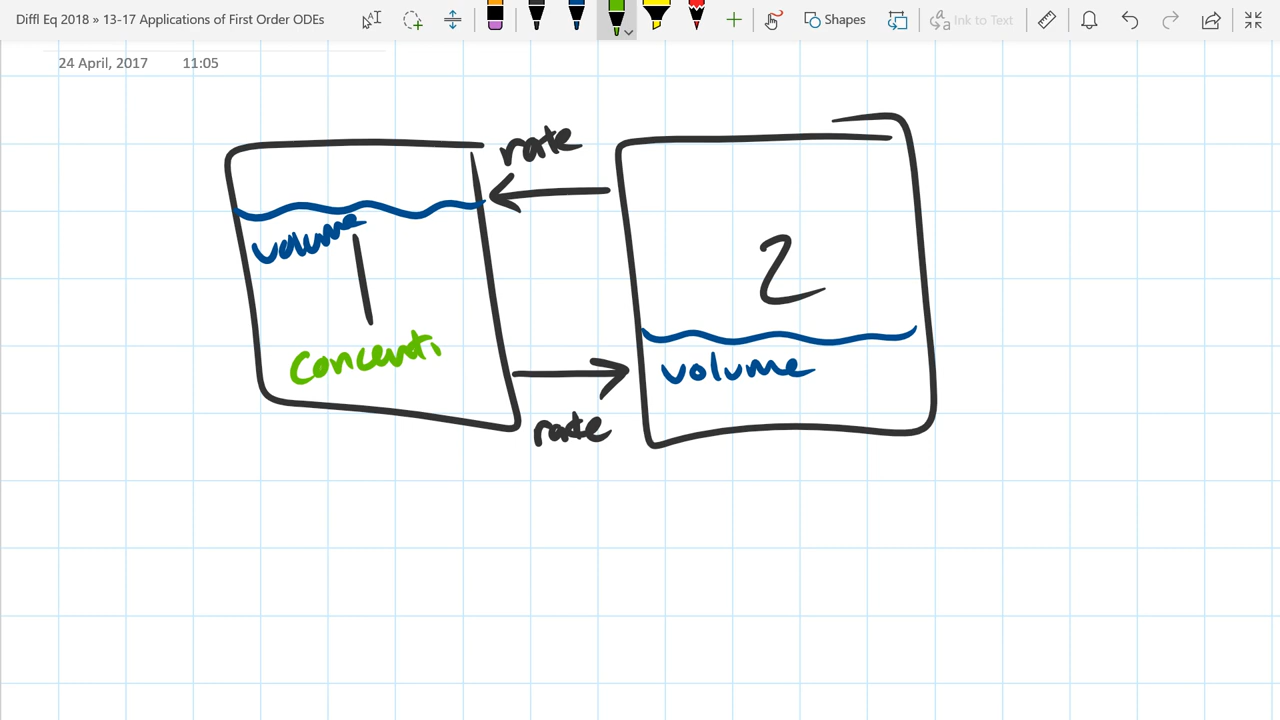 Diffl Eq 2018 » 13-17 Applications of First Order ODEs
Shapes
Ink to Text
24 April, 2017 11:05
rate
volume
1
2
concenti
volume
rate